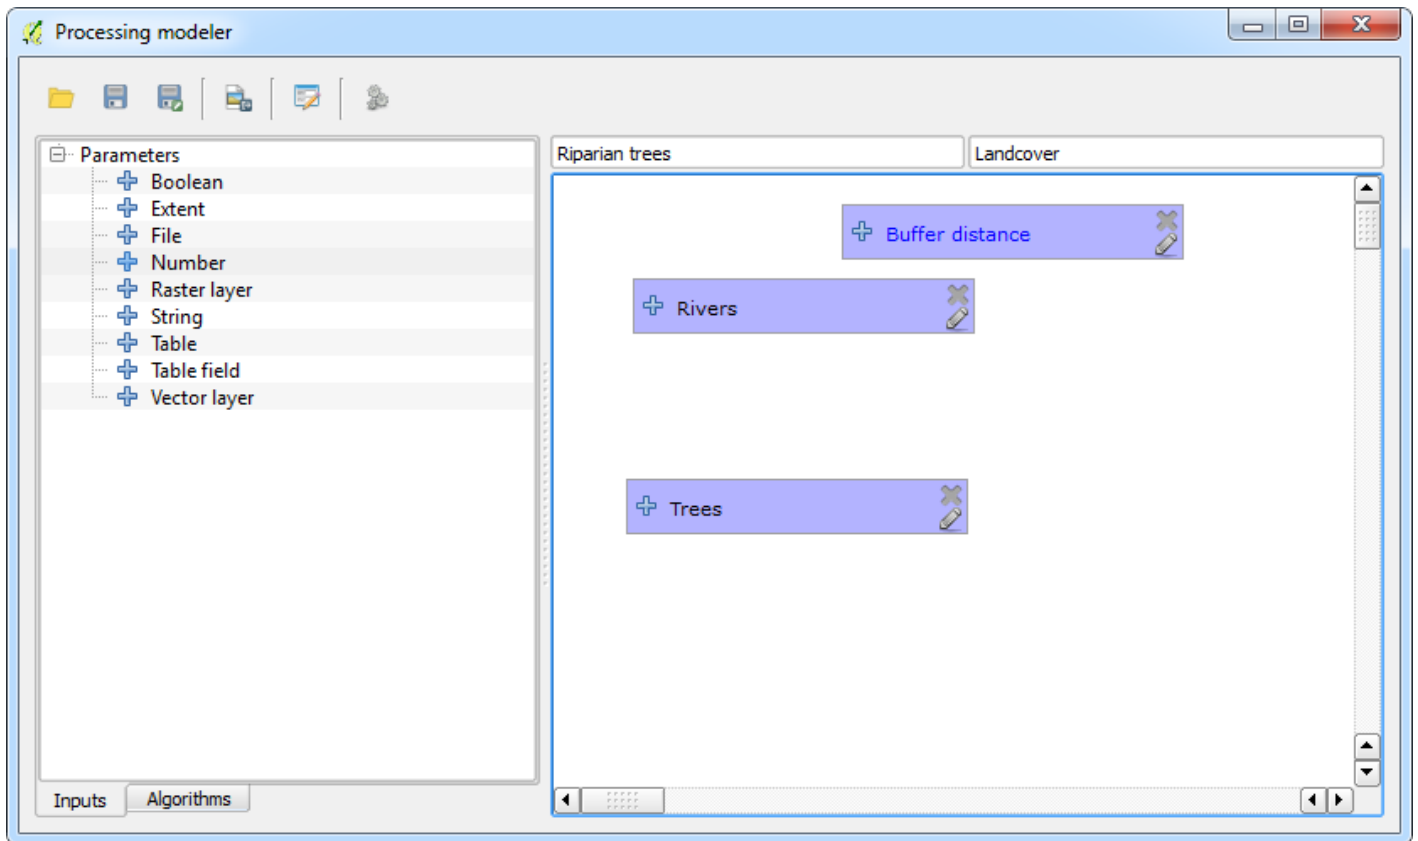 Processing modeler
Parameters
Boolean
Extent
File
Number
Raster layer
String
Table
Table field
Vector layer
Inputs
Algorithms
Riparian trees
Landcover
Buffer distance
Rivers
Trees